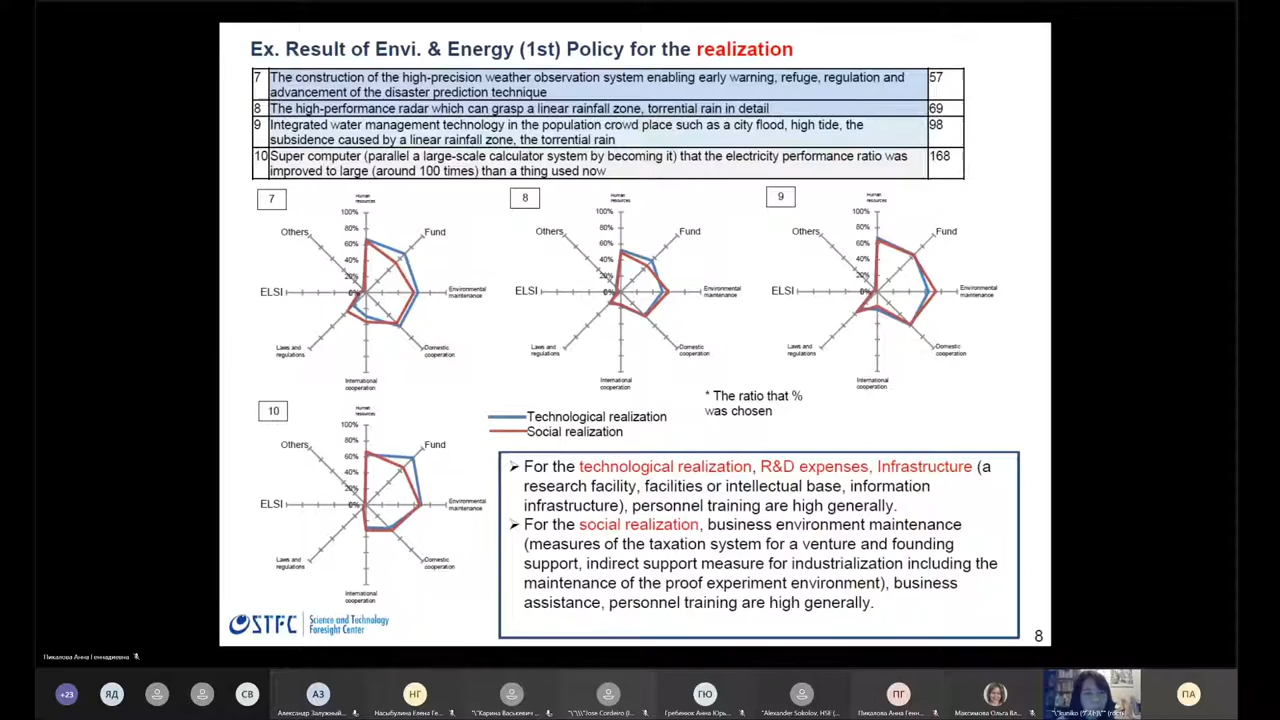 Ex. Result of Envi. & Energy (1st) Policy for the realization
7 The construction of the high-precision weather observation system enabling early warning, refuge, regulation and 57
advancement of the disaster prediction technique
8 The high-performance radar which can grasp a linear rainfall zone, torrential rain in detail 69
9 Integrated water management technology in the population crowd place such as a city flood, high tide, the 98
subsidence caused by a linear rainfall zone, the torrential rain
10 Super computer (parallel a large-scale calculator system by becoming it) that the electricity performance ratio was 168
improved to large (around 100 times) than a thing used now
7
Human
resources
100%
80%
60%
40%
20%
0%
Others
Fund
ELSI
Environmental
maintenance
Laws and
regulations
Domestic
cooperation
International
cooperation
8
Human
resources
100%
80%
60%
40%
20%
0%
Others
Fund
ELSI
Environmental
maintenance
Laws and
regulations
Domestic
cooperation
International
cooperation
9
Human
resources
100%
80%
60%
40%
20%
0%
Others
Fund
ELSI
Environmental
maintenance
Laws and
regulations
Domestic
cooperation
International
cooperation
* The ratio that %
was chosen
10
Human
resources
100%
80%
60%
40%
20%
0%
Others
Fund
ELSI
Environmental
maintenance
Laws and
regulations
Domestic
cooperation
International
cooperation
Technological realization
Social realization
For the technological realization, R&D expenses, Infrastructure (a
research facility, facilities or intellectual base, information
infrastructure), personnel training are high generally.
For the social realization, business environment maintenance
(measures of the taxation system for a venture and founding
support, indirect support measure for industrialization including the
maintenance of the proof experiment environment), business
assistance, personnel training are high generally.
STFC Science and Technology
Foresight Center
8
Пикалова Анна Геннадиевна
+23 ЯД СВ АЗ НГ ГЮ ПГ ПА
Александр Залужный...
Насыбулина Елена Ге...
\"\"Карина Васькевич ...
\"\"\\"Jose Cordeiro (I...
Гребенюк Анна Юрь...
"Alexander Sokolov, HSE (...
Пикалова Анна Генн...
Максимова Ольга Вл...